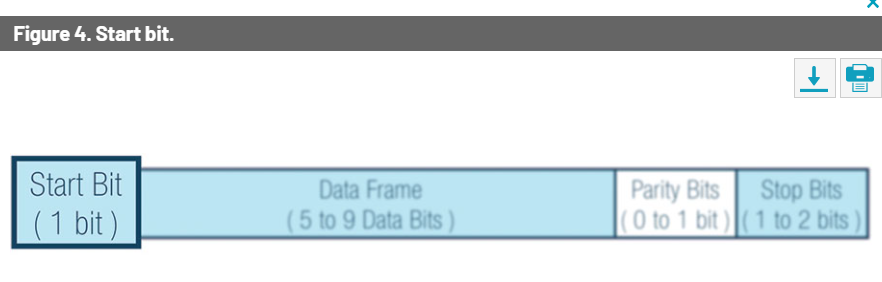 Figure 4. Start bit.
Start Bit
( 1 bit )
Data Frame
( 5 to 9 Data Bits )
Parity Bits
( 0 to 1 bit )
Stop Bits
( 1 to 2 bits )